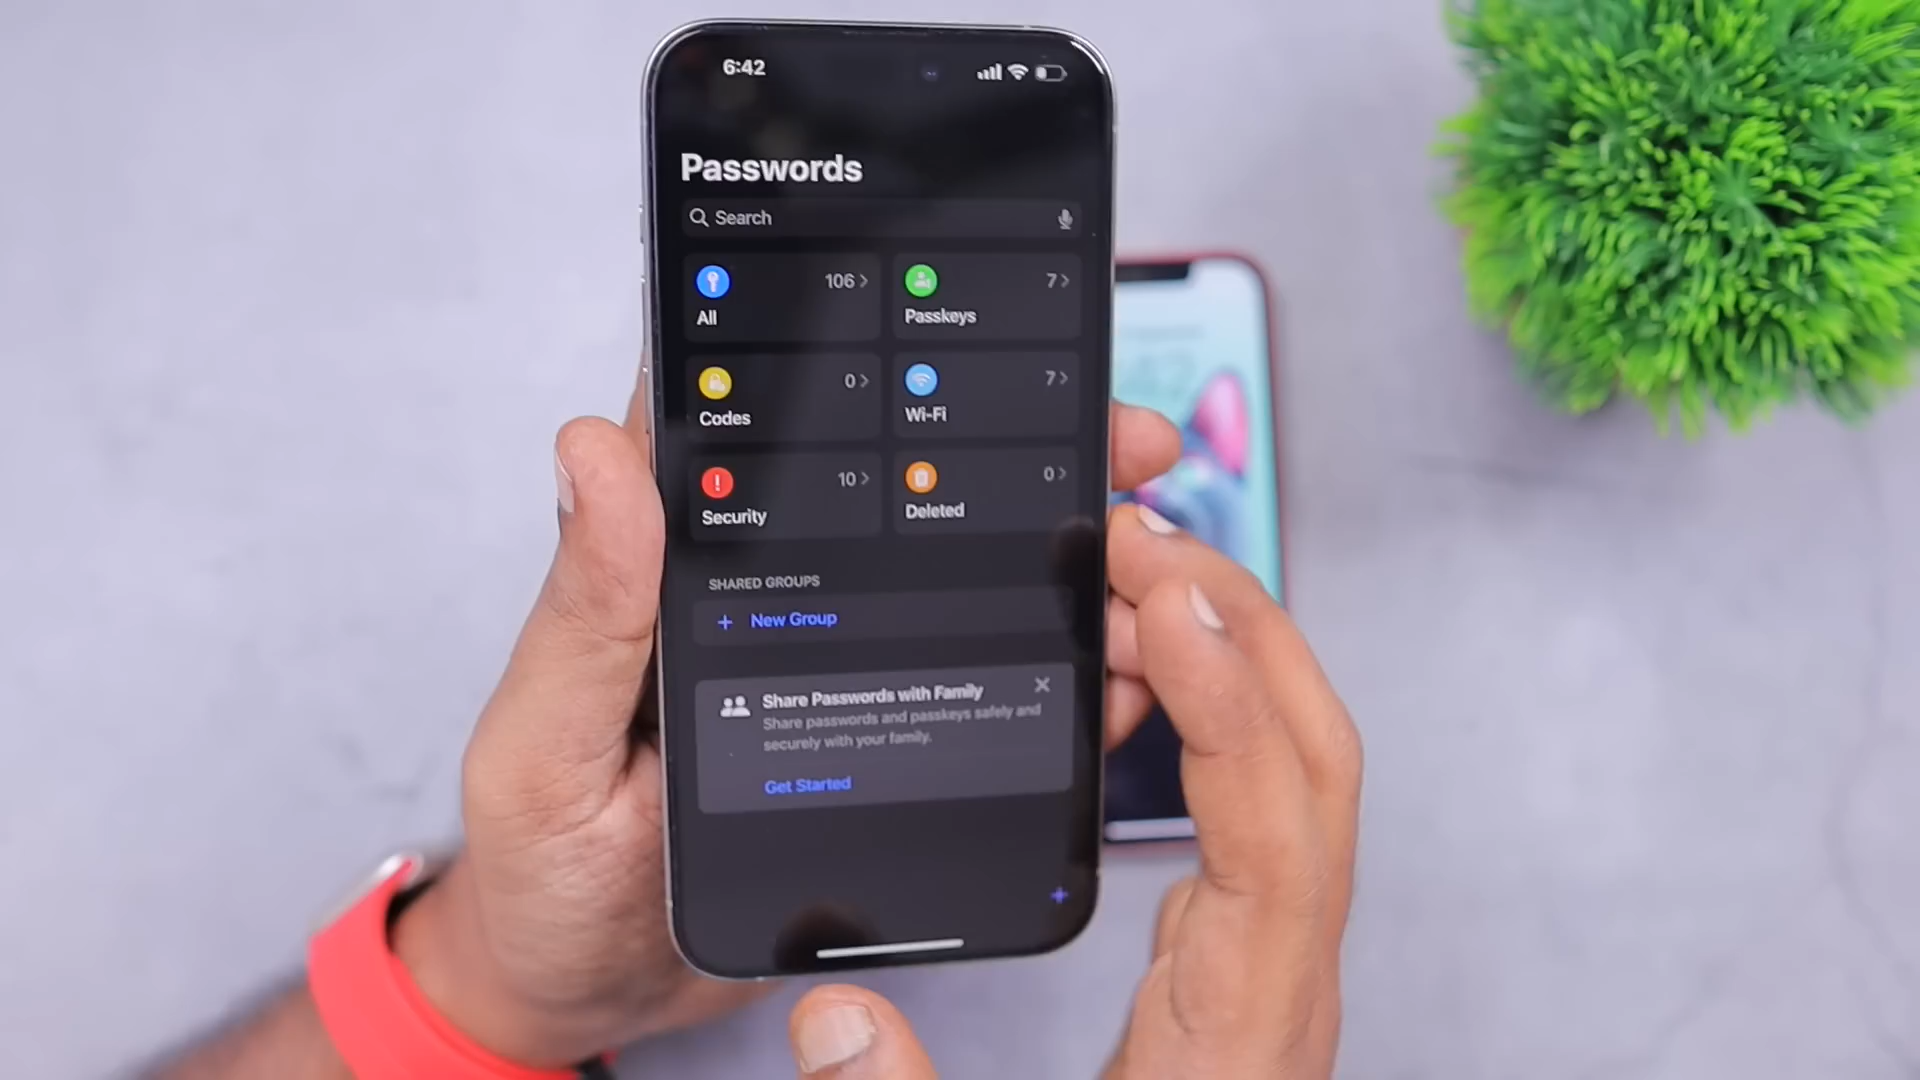 6:42
Passwords
Search
106
All
7
Passkeys
0
Codes
7
Wi-Fi
10
Security
0
Deleted
SHARED GROUPS
+ New Group
Share Passwords with Family
Share passwords and passkeys safely and
securely with your family.
Get Started